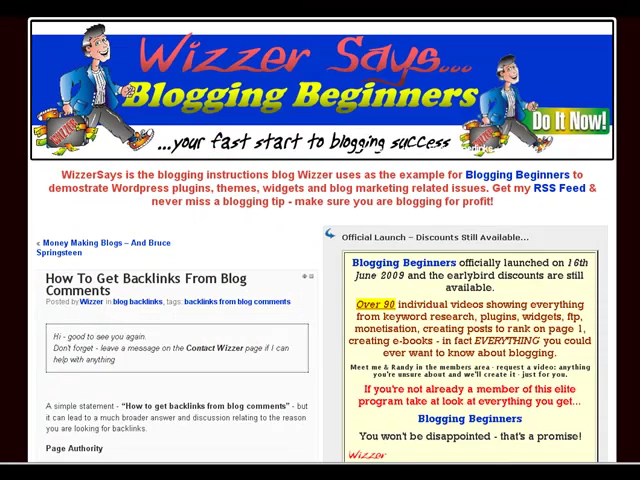 Wizzer Says...
Blogging Beginners
Do It Now!
...your fast start to blogging success
WizzerSays is the blogging instructions blog Wizzer uses as the example for Blogging Beginners to
demostrate Wordpress plugins, themes, widgets and blog marketing related issues. Get my RSS Feed &
never miss a blogging tip - make sure you are blogging for profit!
« Money Making Blogs – And Bruce
Springsteen
How To Get Backlinks From Blog
Comments
Posted by Wizzer in blog backlinks, tags: backlinks from blog comments
Hi - good to see you again.
Don't forget - leave a message on the Contact Wizzer page if I can
help with anything
A simple statement - “How to get backlinks from blog comments” - but
it can lead to a much broader answer and discussion relating to the reason
you are looking for backlinks.
Page Authority
Official Launch – Discounts Still Available...
Blogging Beginners officially launched on 16th
June 2009 and the earlybird discounts are still
available.
Over 90 individual videos showing everything
from keyword research, plugins, widgets, ftp,
monetisation, creating posts to rank on page 1,
creating e-books - in fact EVERYTHING you could
ever want to know about blogging.
Meet me & Randy in the members area - request a video: anything
you're unsure about and we'll create it - just for you.
If you're not already a member of this elite
program take at look at everything you get...
Blogging Beginners
You won't be disappointed - that's a promise!
Wizzer